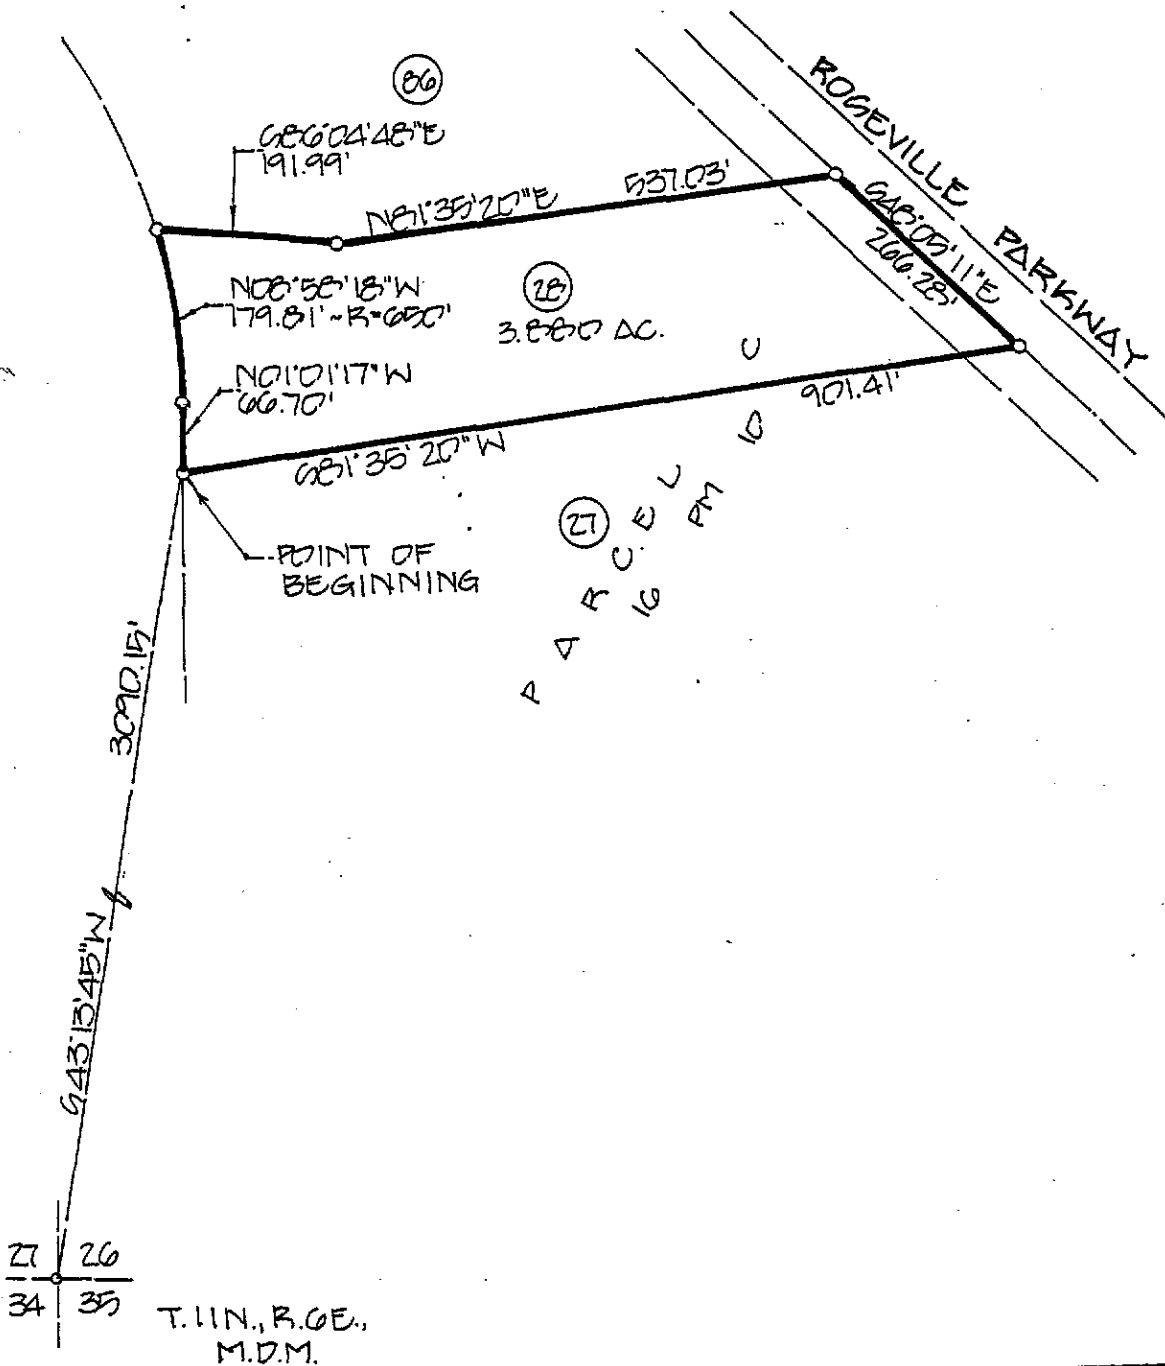 86
S86°04'48"E
191.99'
ROSEVILLE PARKWAY
N81°35'20"E 537.03'
S48°05'11"E
266.28'
N08°58'18"W
179.81'~R=650'
28
3.880 AC.
N01°01'17"W
66.70'
S81°35'20"W 901.41'
27
PARCEL C
16 PM 10
POINT OF
BEGINNING
3090.15'
S43°13'45"W
27 26
34 35
T.11N., R.6E.,
M.D.M.